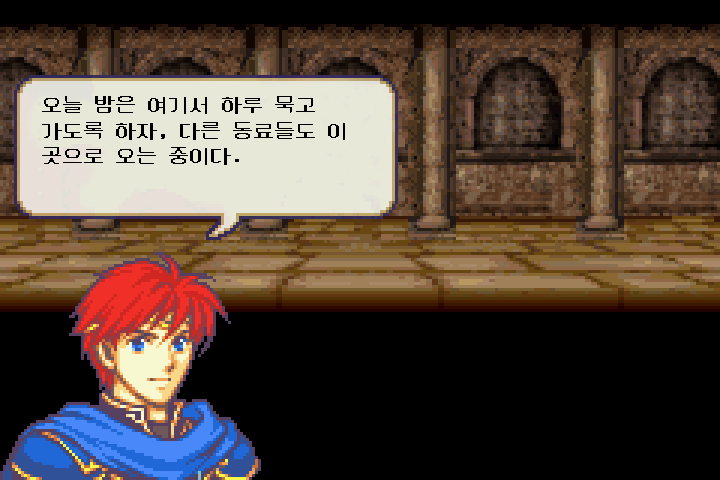 오늘 밤은 여기서 하루 묵고
가도록 하자, 다른 동료들도 이
곳으로 오는 중이다.